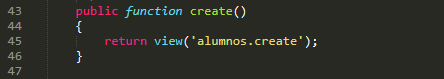 43 public function create()
44 {
45 return view('alumnos.create');
46 }
47